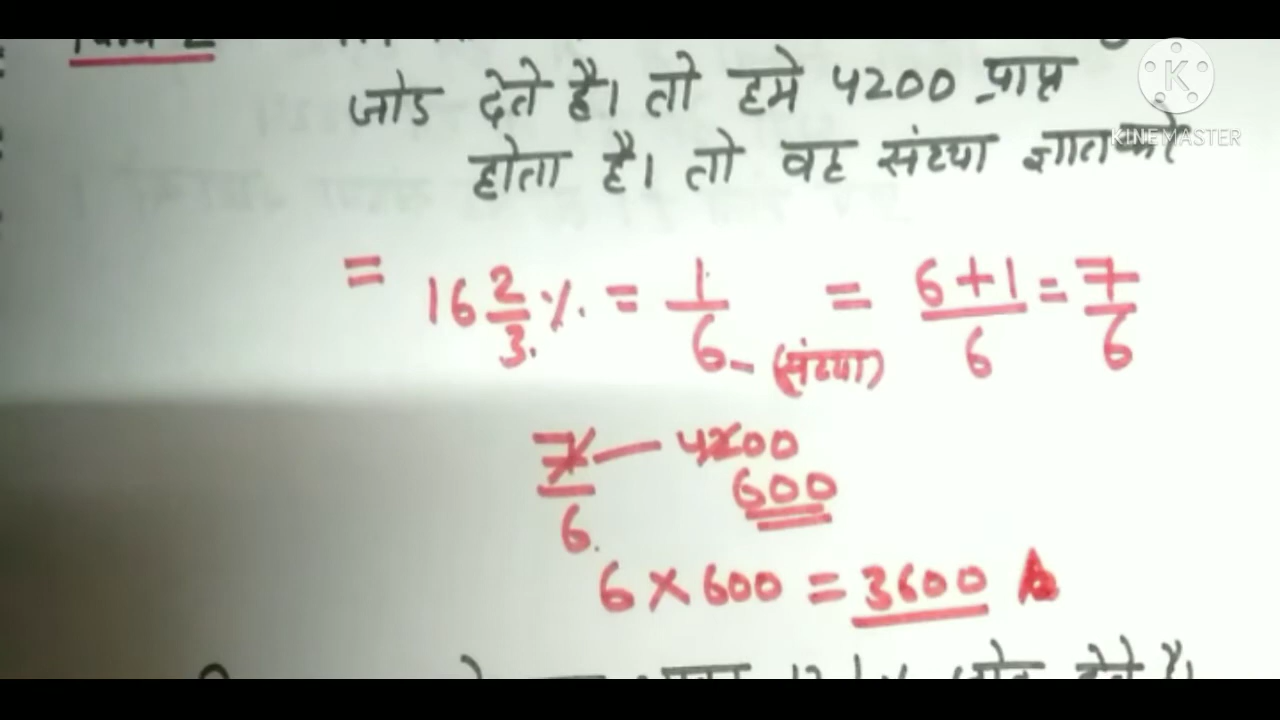 जोड देते है। तो हमे 4200 प्राप्त
KINEMASTER
होता है। तो वह संख्या ज्ञात करो
= 16 2/3 % = 1/6 (संख्या) = 6+1/6 = 7/6
7/6 — 4200
600
6 × 600 = 3600
जोड देते है।